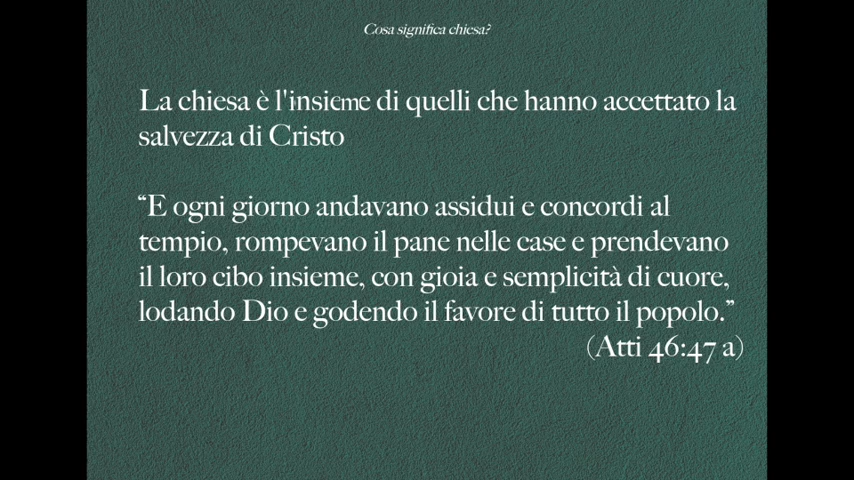 Cosa significa chiesa?
La chiesa è l'insieme di quelli che hanno accettato la
salvezza di Cristo
“E ogni giorno andavano assidui e concordi al
tempio, rompevano il pane nelle case e prendevano
il loro cibo insieme, con gioia e semplicità di cuore,
lodando Dio e godendo il favore di tutto il popolo.”
(Atti 46:47 a)